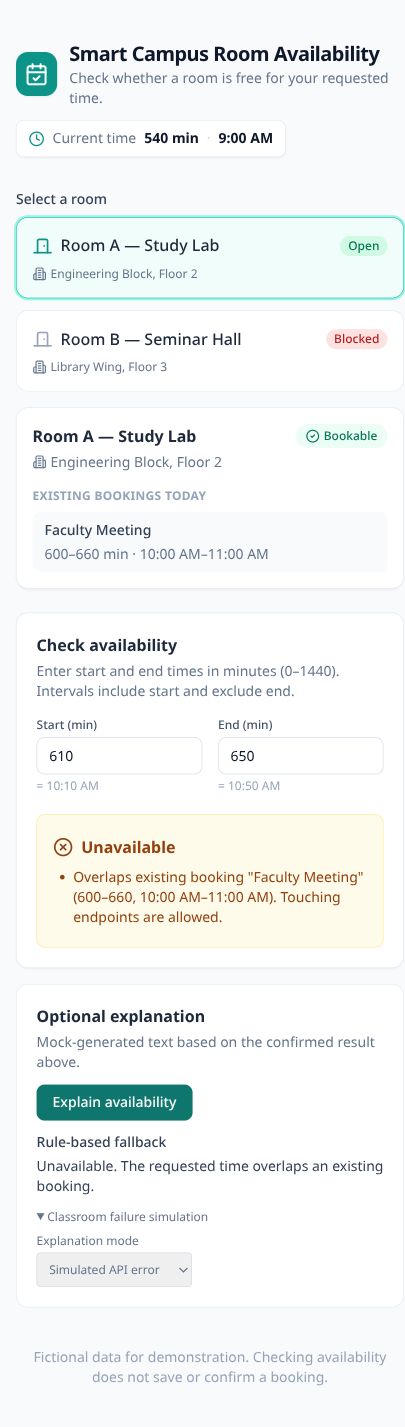 Smart Campus Room Availability
Check whether a room is free for your requested
time.
Current time 540 min · 9:00 AM
Select a room
Room A — Study Lab
Open
Engineering Block, Floor 2
Room B — Seminar Hall
Blocked
Library Wing, Floor 3
Room A — Study Lab
Bookable
Engineering Block, Floor 2
EXISTING BOOKINGS TODAY
Faculty Meeting
600–660 min · 10:00 AM–11:00 AM
Check availability
Enter start and end times in minutes (0–1440).
Intervals include start and exclude end.
Start (min)
End (min)
610
650
= 10:10 AM
= 10:50 AM
Unavailable
• Overlaps existing booking "Faculty Meeting"
(600–660, 10:00 AM–11:00 AM). Touching
endpoints are allowed.
Optional explanation
Mock-generated text based on the confirmed result
above.
Explain availability
Rule-based fallback
Unavailable. The requested time overlaps an existing
booking.
▼ Classroom failure simulation
Explanation mode
Simulated API error
Fictional data for demonstration. Checking availability
does not save or confirm a booking.